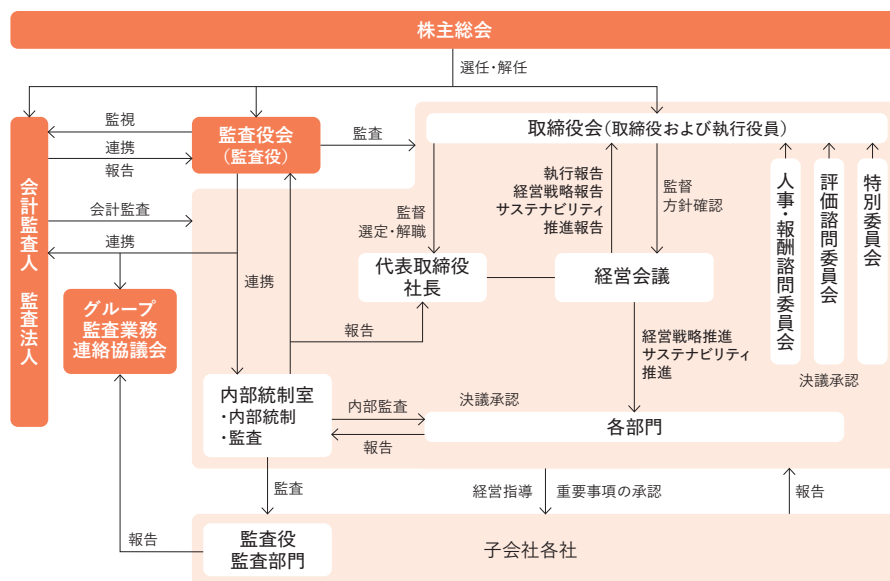 株主総会
選任・解任
監視
監査役会
(監査役)
監査
取締役会(取締役および執行役員)
連携
報告
会計監査人 監査法人
会計監査
連携
グループ
監査業務
連絡協議会
連携
監督
選定・解職
執行報告
経営戦略報告
サステナビリティ
推進報告
監督
方針確認
人事・報酬諮問委員会
評価諮問委員会
特別委員会
代表取締役
社長
経営会議
報告
経営戦略推進
サステナビリティ
推進
決議承認
内部統制室
・内部統制
・監査
内部監査
決議承認
報告
各部門
監査
経営指導
重要事項の承認
報告
報告
監査役
監査部門
子会社各社